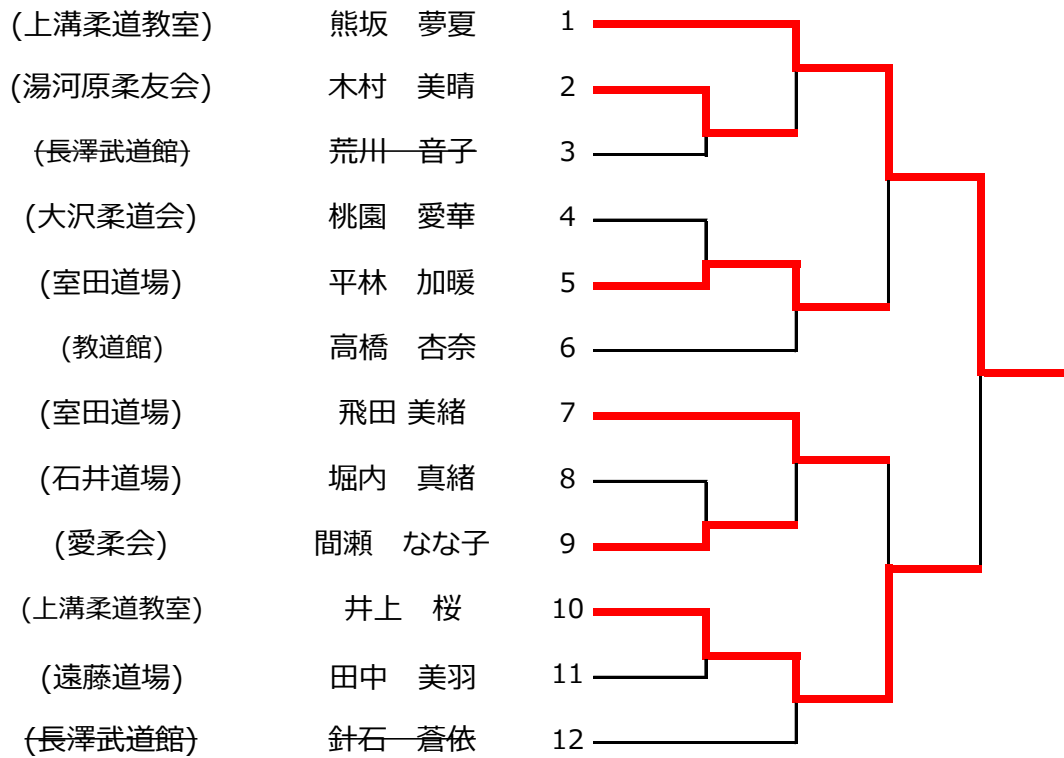 (上溝柔道教室) 熊坂　夢夏 1
(湯河原柔友会) 木村　美晴 2
(長澤武道館) 荒川　音子 3
(大沢柔道会) 桃園　愛華 4
(室田道場) 平林　加暖 5
(教道館) 高橋　杏奈 6
(室田道場) 飛田 美緒 7
(石井道場) 堀内　真緒 8
(愛柔会) 間瀬　なな子 9
(上溝柔道教室) 井上　桜 10
(遠藤道場) 田中　美羽 11
(長澤武道館) 針石　蒼依 12